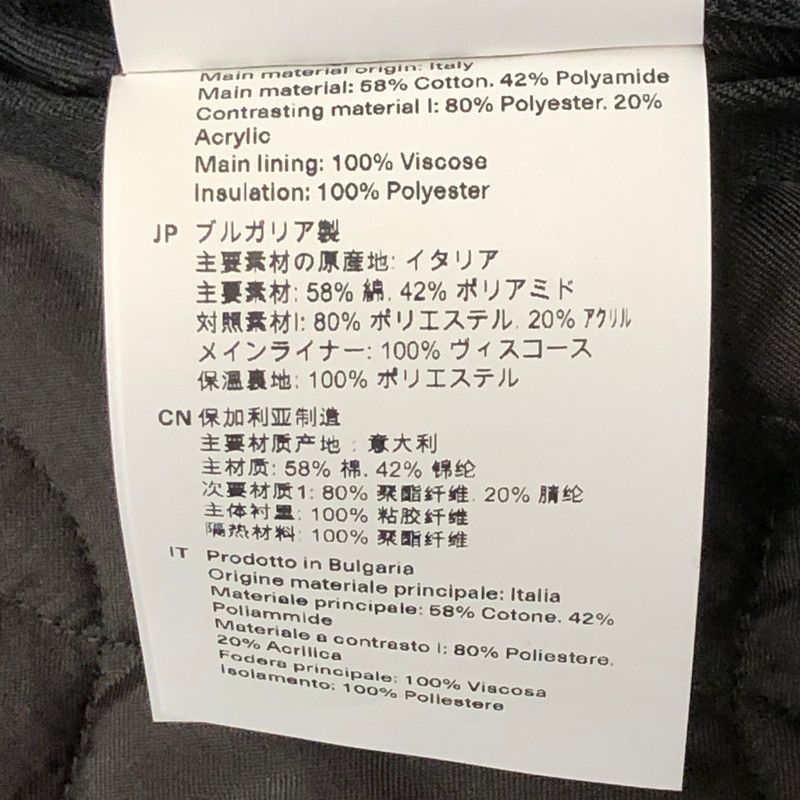 Main material origin: Italy
Main material: 58% Cotton. 42% Polyamide
Contrasting material I: 80% Polyester. 20%
Acrylic
Main lining: 100% Viscose
Insulation: 100% Polyester
JP ブルガリア製
主要素材の原産地: イタリア
主要素材: 58% 綿. 42% ポリアミド
対照素材I: 80% ポリエステル. 20% アクリル
メインライナー: 100% ヴィスコース
保温裏地: 100% ポリエステル
CN 保加利亚制造
主要材质产地: 意大利
主材质: 58% 棉. 42% 锦纶
次要材质1: 80% 聚酯纤维. 20% 腈纶
主体衬里: 100% 粘胶纤维
隔热材料: 100% 聚酯纤维
IT Prodotto in Bulgaria
Origine materiale principale: Italia
Materiale principale: 58% Cotone. 42%
Poliammide
Materiale a contrasto I: 80% Poliestere.
20% Acrilica
Fodera principale: 100% Viscosa
Isolamento: 100% Poliestere